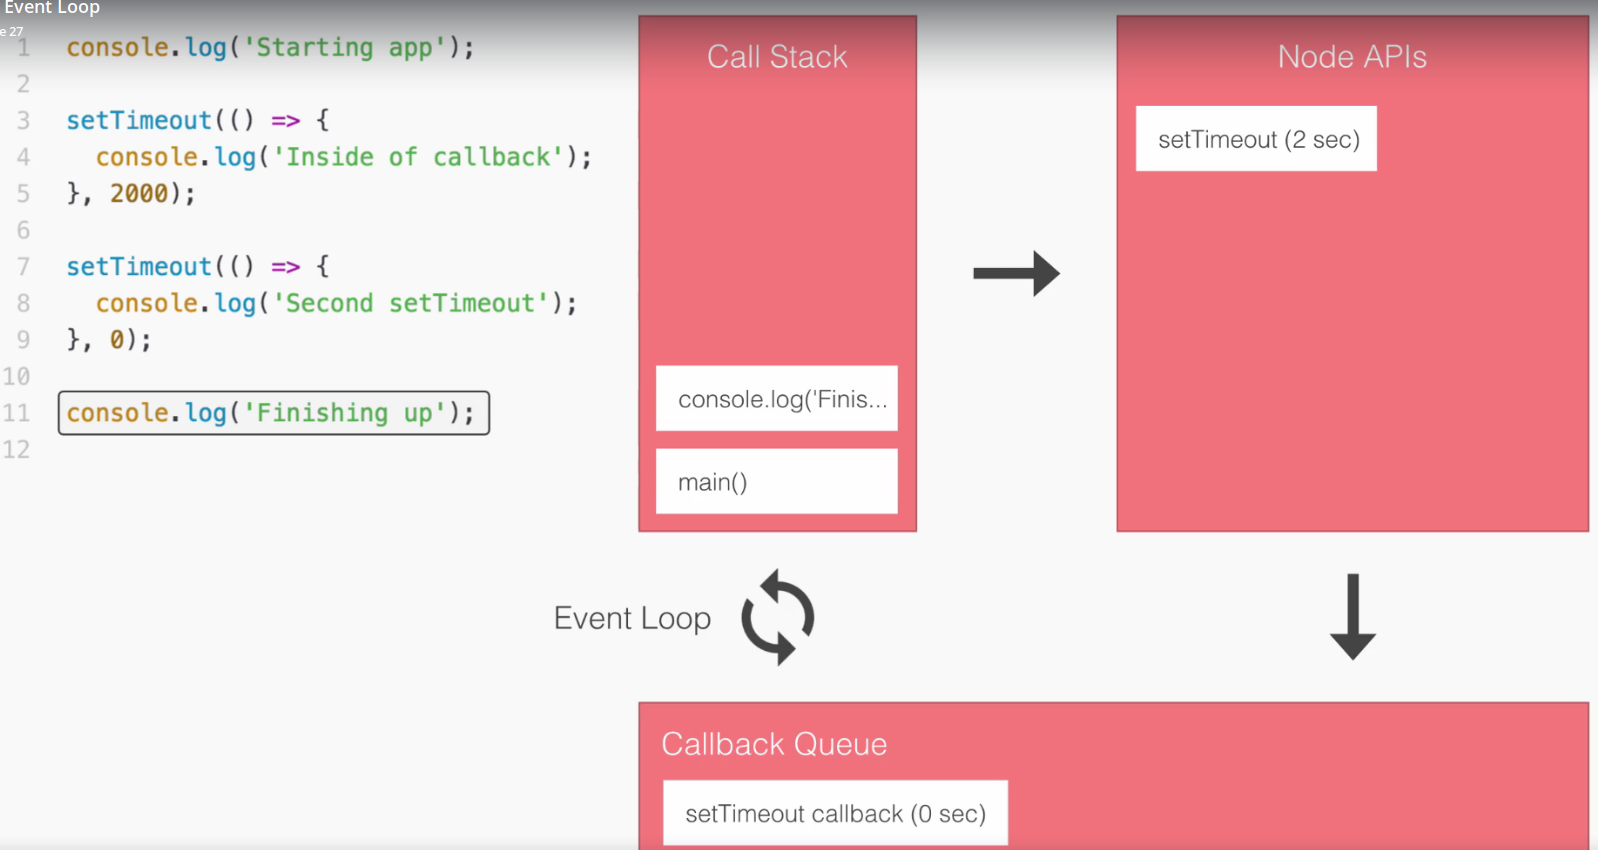 Event Loop
e 27
1 console.log('Starting app');
2
3 setTimeout(() => {
4   console.log('Inside of callback');
5 }, 2000);
6
7 setTimeout(() => {
8   console.log('Second setTimeout');
9 }, 0);
10
11 console.log('Finishing up');
12
Call Stack
console.log('Finis...
main()
Node APIs
setTimeout (2 sec)
Event Loop
Callback Queue
setTimeout callback (0 sec)